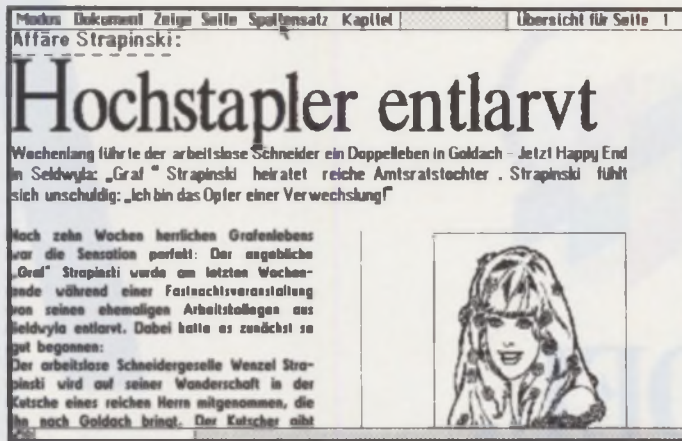 Modus Dokument Zeige Seite Spaltensatz Kapitel Übersicht für Seite 1
Affäre Strapinski:
Hochstapler entlarvt
Wochenlang führte der arbeitslose Schneider ein Doppelleben in Goldach - Jetzt Happy End
in Seldwyla: „Graf " Strapinski heiratet reiche Amtsratstochter . Strapinski fühlt
sich unschuldig: „Ich bin das Opfer einer Verwechslung!"
Nach zehn Wochen herrlichen Grafenlebens
war die Sensation perfekt: Der angebliche
„Graf" Strapinski wurde am letzten Wochen-
ende während einer Fastnachtsveranstaltung
von seinen ehemaligen Arbeitskollegen aus
Seldwyla entlarvt. Dabei hatte es zunächst so
gut begonnen:
Der arbeitslose Schneidergeselle Wenzel Stra-
pinski wird auf seiner Wanderschaft in der
Kutsche eines reichen Herrn mitgenommen, die
ihn nach Goldach bringt. Der Kutscher gibt